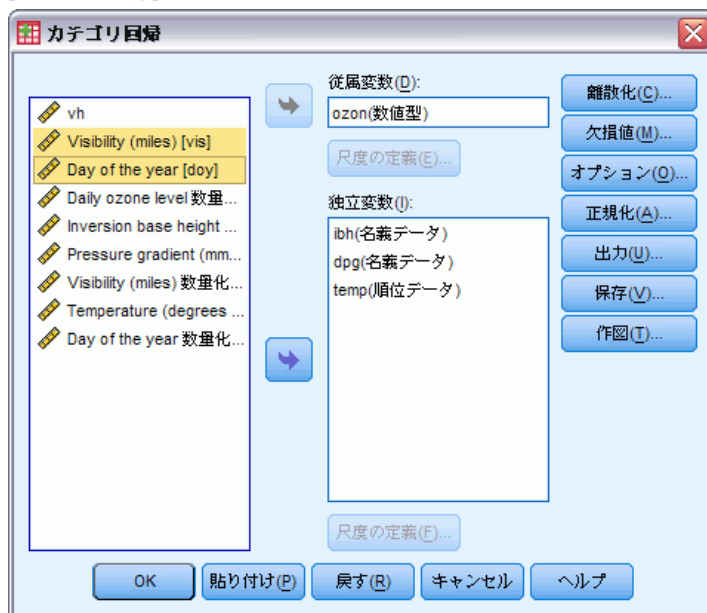 カテゴリ回帰
vh
Visibility (miles) [vis]
Day of the year [doy]
Daily ozone level 数量...
Inversion base height ...
Pressure gradient (mm...
Visibility (miles) 数量化...
Temperature (degrees ...
Day of the year 数量化...
従属変数(D):
ozon(数値型)
尺度の定義(E)...
独立変数(I):
ibh(名義データ)
dpg(名義データ)
temp(順位データ)
尺度の定義(F)...
離散化(C)...
欠損値(M)...
オプション(O)...
正規化(A)...
出力(U)...
保存(V)...
作図(T)...
OK
貼り付け(P)
戻す(R)
キャンセル
ヘルプ